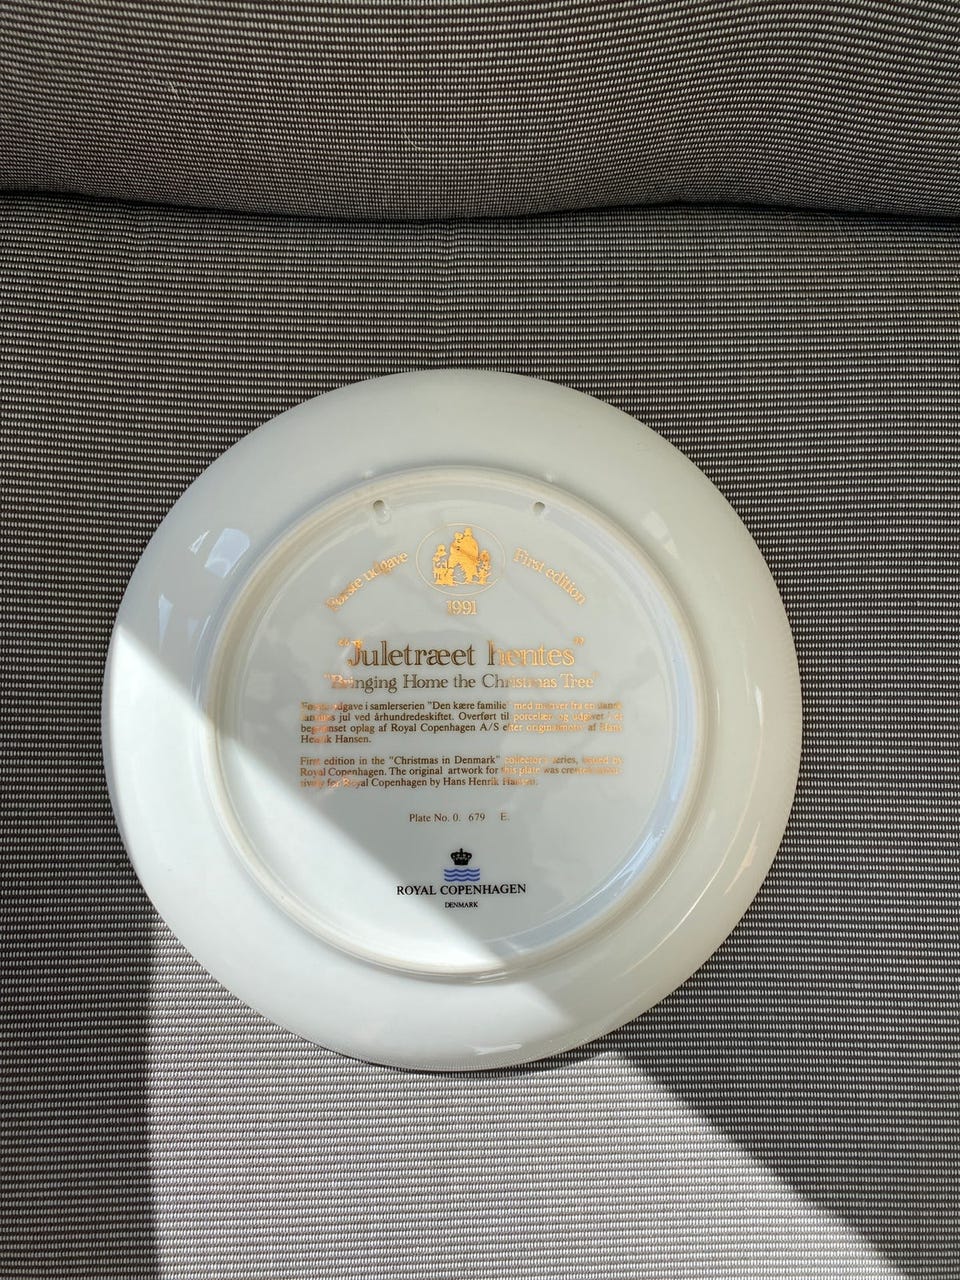 Første udgave
First edition
1991
"Juletræet hentes"
"Bringing Home the Christmas Tree"
Første udgave i samlerserien "Den kære familie" med motiver fra en dansk
families jul ved århundredeskiftet. Overført til porcelæn og udgivet i et
begrænset oplag af Royal Copenhagen A/S efter originalmotiv af Hans
Henrik Hansen.
First edition in the "Christmas in Denmark" collector's series, issued by
Royal Copenhagen. The original artwork for this plate was created
for Royal Copenhagen by Hans Henrik Hansen.
Plate No. 0. 679 E.
ROYAL COPENHAGEN
DENMARK